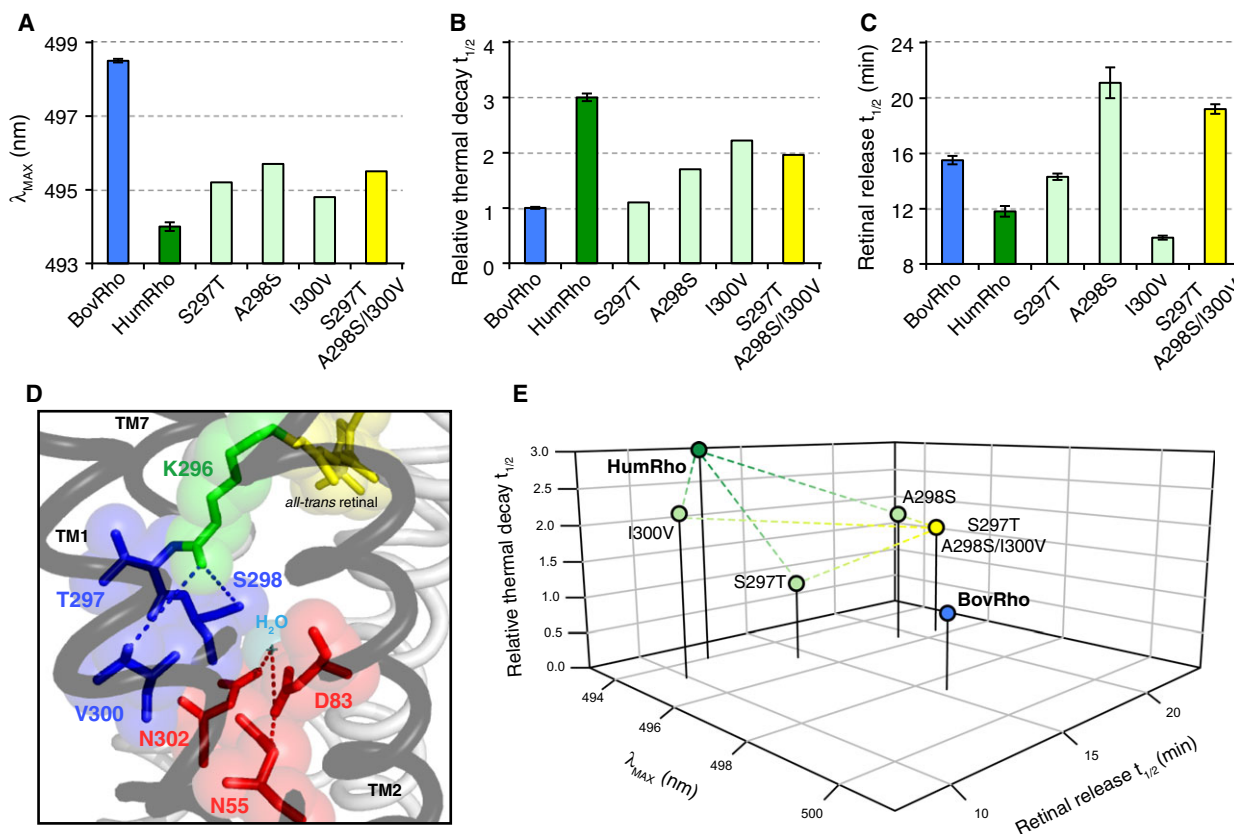 A
λMAX (nm)
499
497
495
493
BovRho
HumRho
S297T
A298S
I300V
S297T
A298S/I300V
B
Relative thermal decay t1/2
4
3
2
1
0
BovRho
HumRho
S297T
A298S
I300V
S297T
A298S/I300V
C
Retinal release t1/2 (min)
24
20
16
12
8
BovRho
HumRho
S297T
A298S
I300V
S297T
A298S/I300V
D
TM7
K296
all-trans retinal
TM1
S298
T297
H2O
V300
D83
N302
TM2
N55
E
Relative thermal decay t1/2
3.0
2.5
2.0
1.5
1.0
0.5
0.0
HumRho
A298S
I300V
S297T
A298S/I300V
S297T
BovRho
494
496
498
500
λMAX (nm)
10
15
20
Retinal release t1/2 (min)